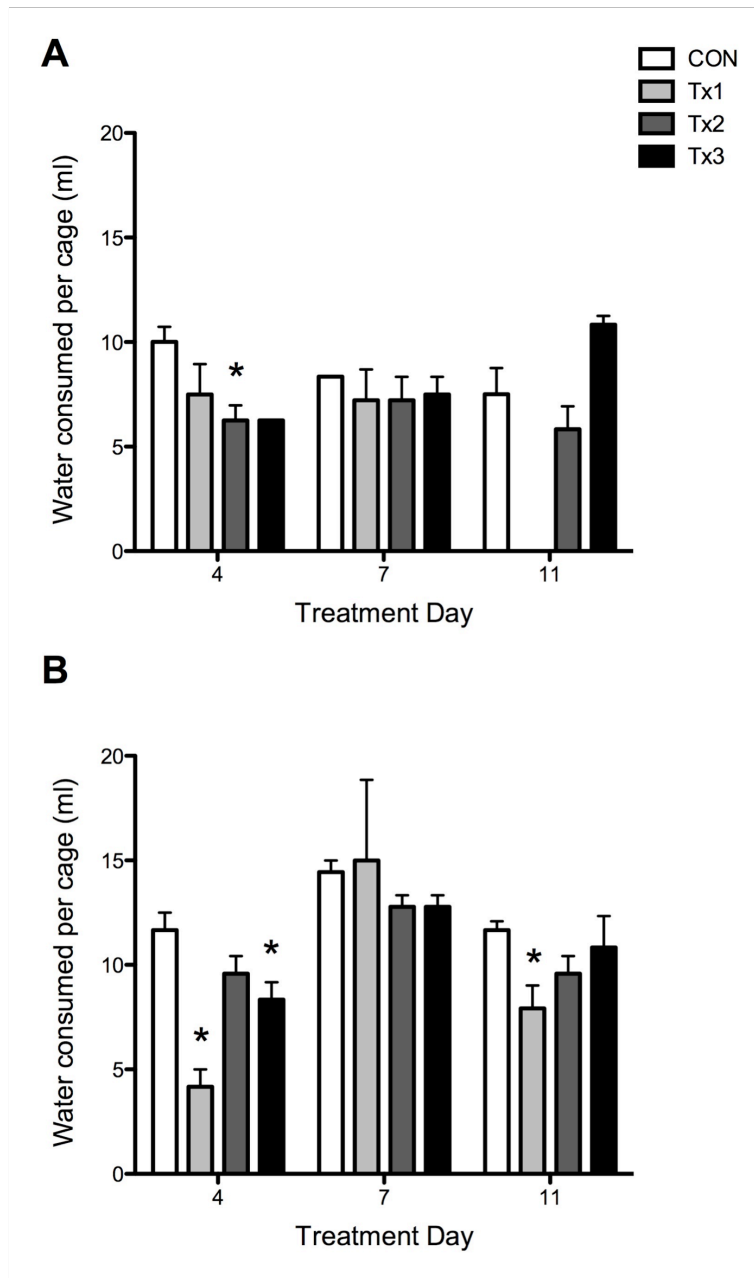 A
CON
Tx1
Tx2
Tx3
Water consumed per cage (ml)
20
15
10
5
0
*
4 7 11
Treatment Day
B
Water consumed per cage (ml)
20
15
10
5
0
*
*
*
4 7 11
Treatment Day